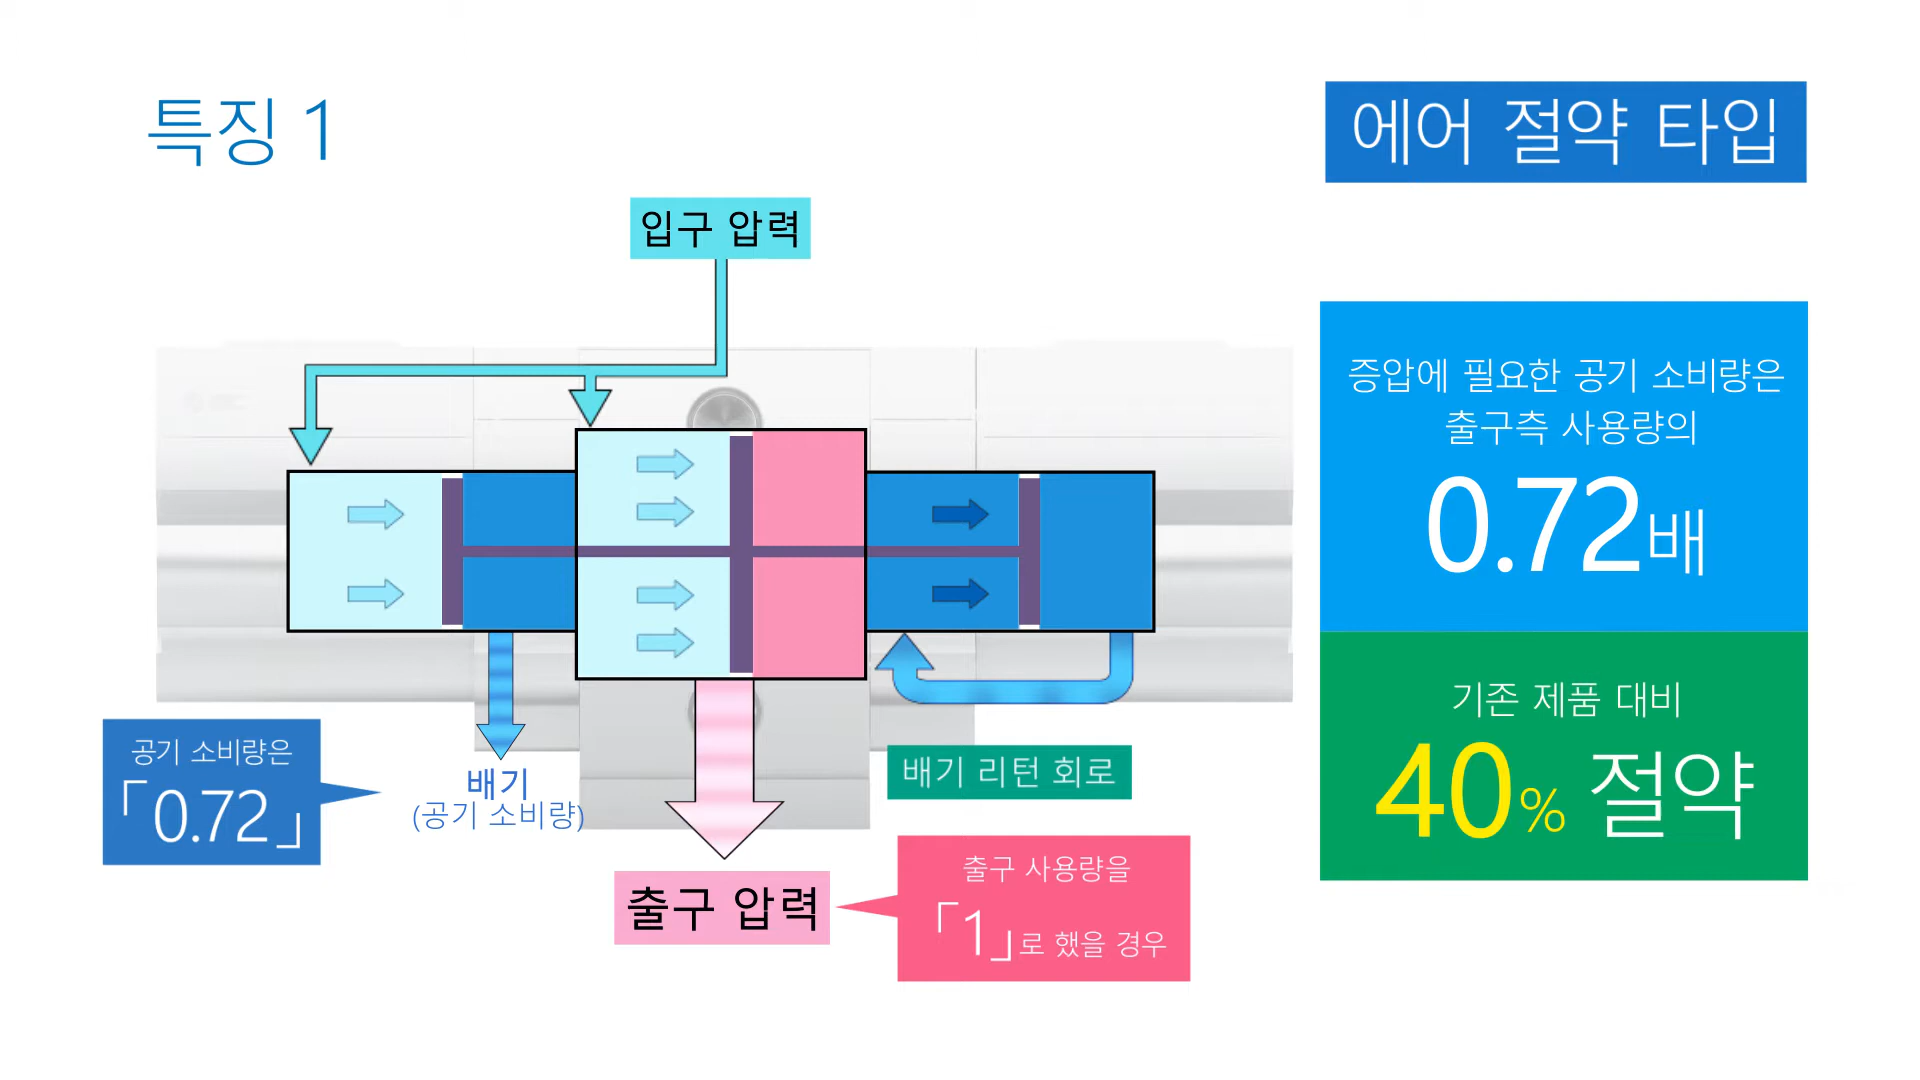 특징 1
에어 절약 타입
입구 압력
증압에 필요한 공기 소비량은
출구측 사용량의
0.72배
기존 제품 대비
40% 절약
공기 소비량은
「0.72」
배기
(공기 소비량)
배기 리턴 회로
출구 압력
출구 사용량을
「1」로 했을 경우